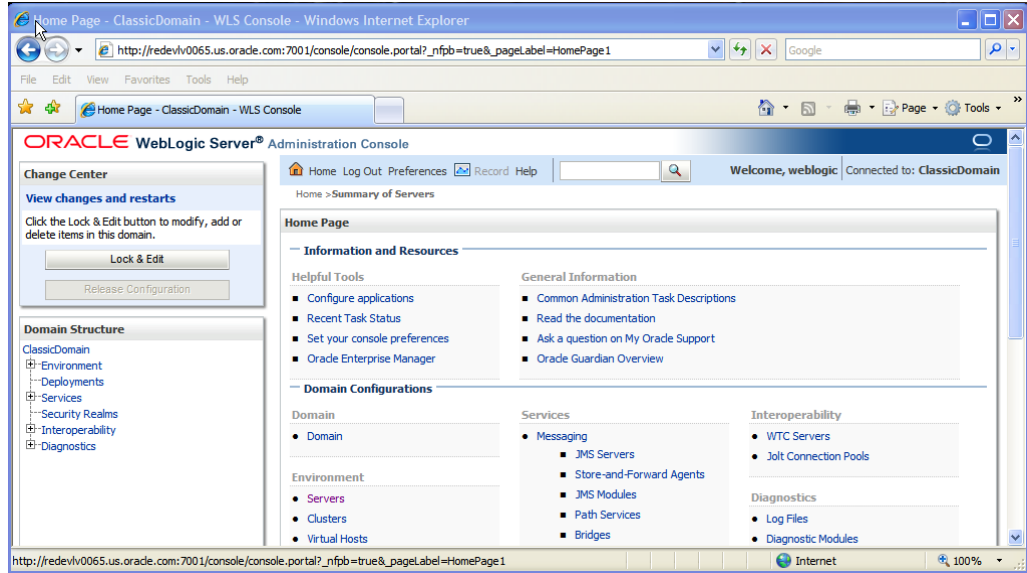 Home Page - ClassicDomain - WLS Console - Windows Internet Explorer
http://redevlv0065.us.oracle.com:7001/console/console.portal?_nfpb=true&_pageLabel=HomePage1
Google
File Edit View Favorites Tools Help
Home Page - ClassicDomain - WLS Console
Page Tools »
ORACLE WebLogic Server® Administration Console
Change Center
View changes and restarts
Click the Lock & Edit button to modify, add or
delete items in this domain.
Lock & Edit
Release Configuration
Domain Structure
ClassicDomain
Environment
Deployments
Services
Security Realms
Interoperability
Diagnostics
Home Log Out Preferences Record Help
Welcome, weblogic Connected to: ClassicDomain
Home >Summary of Servers
Home Page
Information and Resources
Helpful Tools
Configure applications
Recent Task Status
Set your console preferences
Oracle Enterprise Manager
General Information
Common Administration Task Descriptions
Read the documentation
Ask a question on My Oracle Support
Oracle Guardian Overview
Domain Configurations
Domain
Domain
Environment
Servers
Clusters
Virtual Hosts
Services
Messaging
JMS Servers
Store-and-Forward Agents
JMS Modules
Path Services
Bridges
Interoperability
WTC Servers
Jolt Connection Pools
Diagnostics
Log Files
Diagnostic Modules
http://redevlv0065.us.oracle.com:7001/console/console.portal?_nfpb=true&_pageLabel=HomePage1
Internet
100%